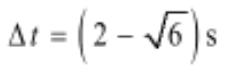 Δt = (2 − √6) s